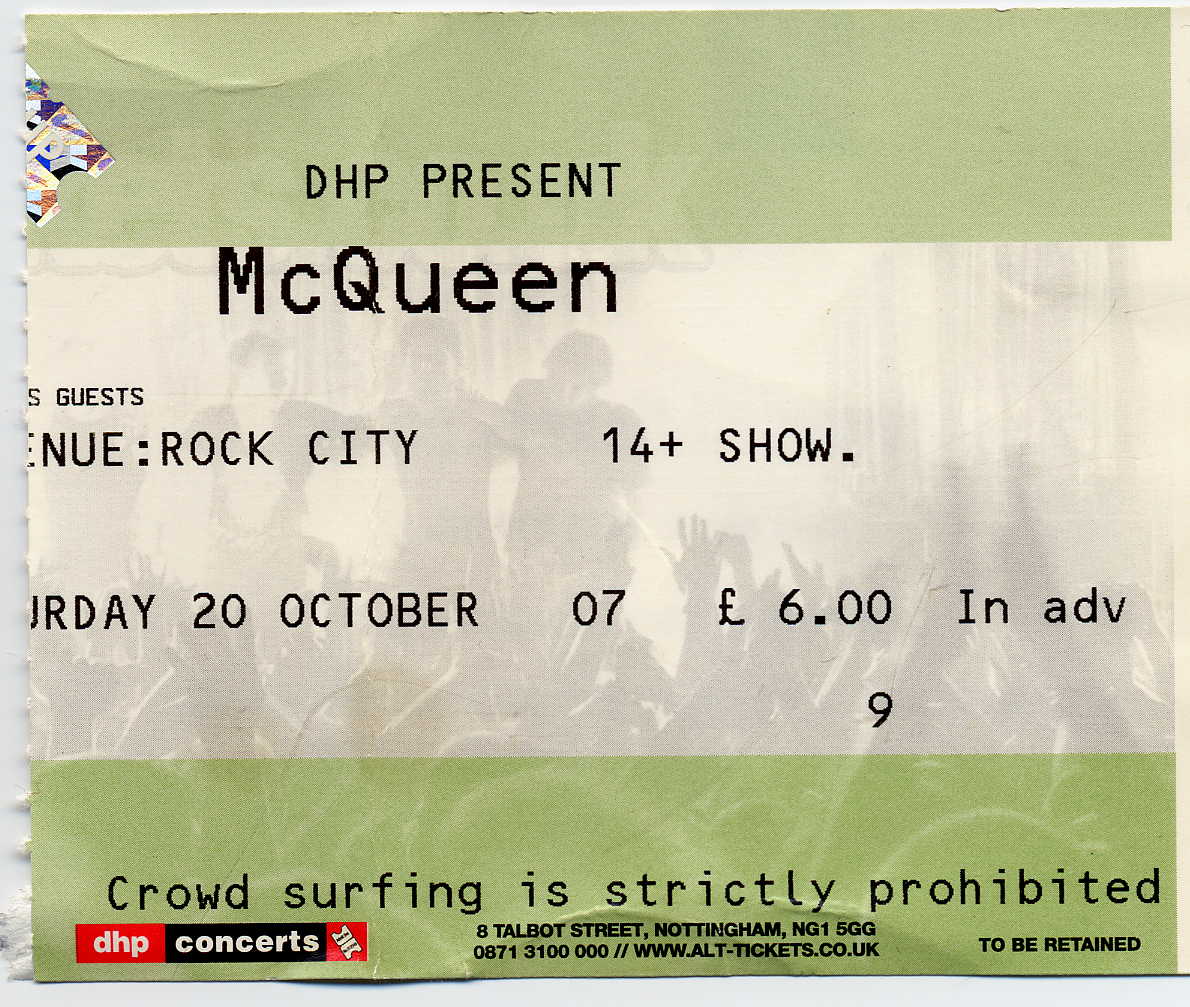 DHP PRESENT
McQueen
S GUESTS
ENUE:ROCK CITY 14+ SHOW.
URDAY 20 OCTOBER 07 £ 6.00 In adv
9
Crowd surfing is strictly prohibited
dhp concerts
8 TALBOT STREET, NOTTINGHAM, NG1 5GG
0871 3100 000 // WWW.ALT-TICKETS.CO.UK
TO BE RETAINED